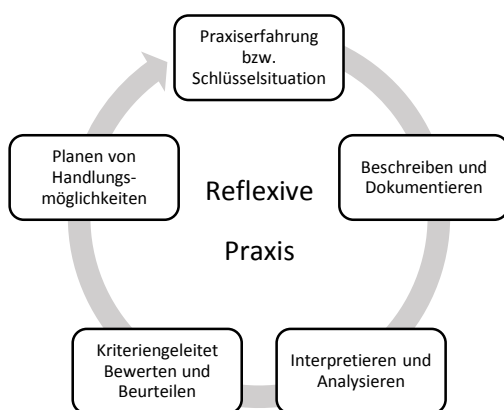 Praxiserfahrung
bzw.
Schlüsselsituation
Beschreiben und
Dokumentieren
Interpretieren und
Analysieren
Kriteriengeleitet
Bewerten und
Beurteilen
Planen von
Handlungs-
möglichkeiten
Reflexive
Praxis